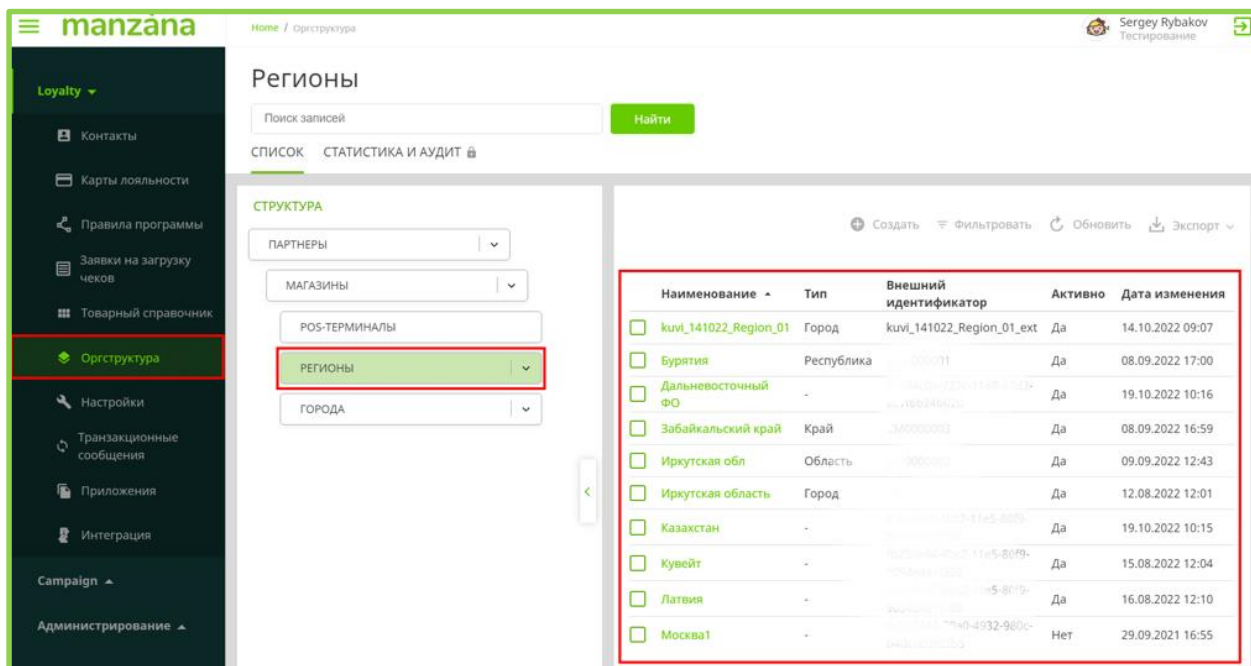 manzána
Home / Оргструктура
Sergey Rybakov
Тестирование
Loyalty
Контакты
Карты лояльности
Правила программы
Заявки на загрузку
чеков
Товарный справочник
Оргструктура
Настройки
Транзакционные
сообщения
Приложения
Интеграция
Campaign
Администрирование
Регионы
Поиск записей
Найти
СПИСОК СТАТИСТИКА И АУДИТ
СТРУКТУРА
ПАРТНЕРЫ
МАГАЗИНЫ
POS-ТЕРМИНАЛЫ
РЕГИОНЫ
ГОРОДА
Создать Фильтровать Обновить Экспорт
Наименование Тип Внешний идентификатор Активно Дата изменения
kuvi_141022_Region_01 Город kuvi_141022_Region_01_ext Да 14.10.2022 09:07
Бурятия Республика Да 08.09.2022 17:00
Дальневосточный ФО - Да 19.10.2022 10:16
Забайкальский край Край Да 08.09.2022 16:59
Иркутская обл Область Да 09.09.2022 12:43
Иркутская область Город Да 12.08.2022 12:01
Казахстан - Да 19.10.2022 10:15
Кувейт - Да 15.08.2022 12:04
Латвия - Да 16.08.2022 12:10
Москва1 - Нет 29.09.2021 16:55